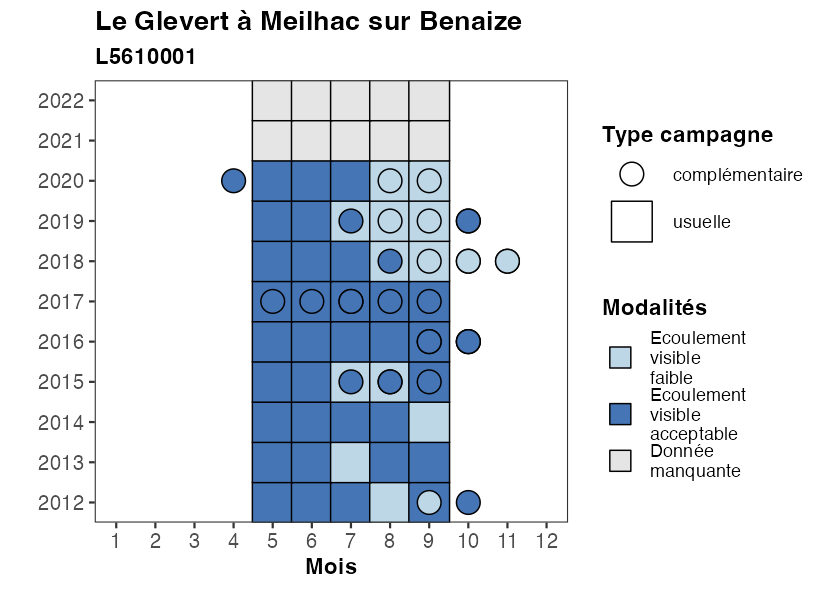 Le Glevert à Meilhac sur Benaize
L5610001
2022
2021
2020
2019
2018
2017
2016
2015
2014
2013
2012
1 2 3 4 5 6 7 8 9 10 11 12
Mois
Type campagne
complémentaire
usuelle
Modalités
Ecoulement
visible
faible
Ecoulement
visible
acceptable
Donnée
manquante